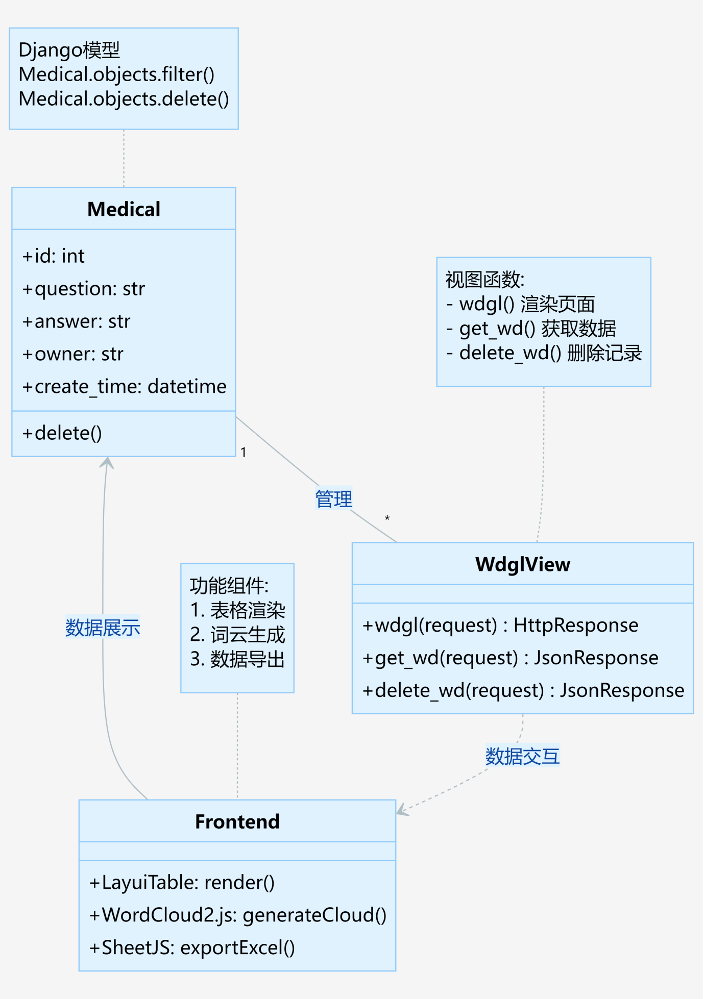 Django模型
Medical.objects.filter()
Medical.objects.delete()
Medical
+id: int
+question: str
+answer: str
+owner: str
+create_time: datetime
+delete()
视图函数:
- wdgl() 渲染页面
- get_wd() 获取数据
- delete_wd() 删除记录
1
管理
*
WdglView
+wdgl(request) : HttpResponse
+get_wd(request) : JsonResponse
+delete_wd(request) : JsonResponse
功能组件:
1. 表格渲染
2. 词云生成
3. 数据导出
数据展示
数据交互
Frontend
+LayuiTable: render()
+WordCloud2.js: generateCloud()
+SheetJS: exportExcel()